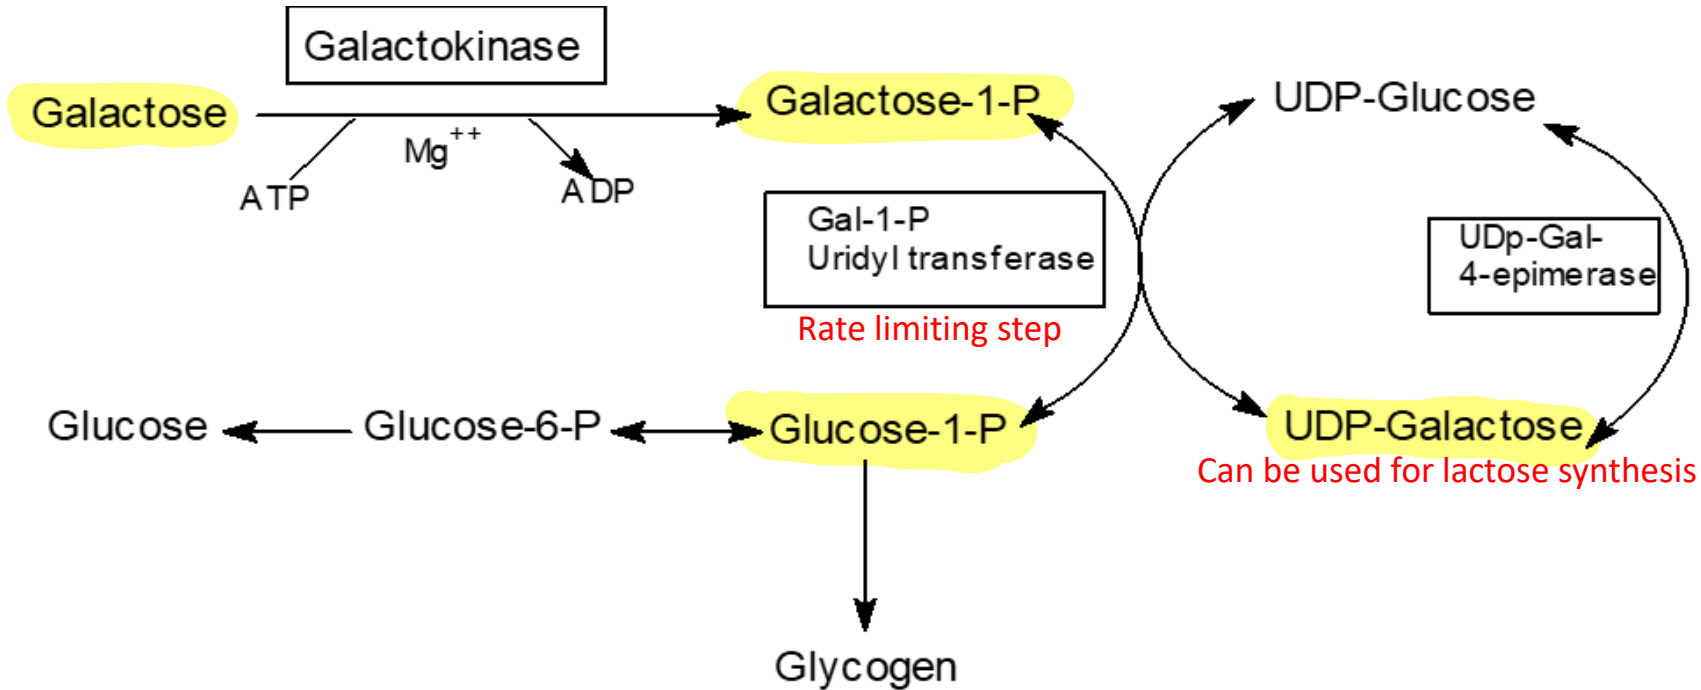 Galactokinase
Galactose
Galactose-1-P
UDP-Glucose
Mg++
ATP
ADP
Gal-1-P
Uridyl transferase
UDp-Gal-
4-epimerase
Rate limiting step
Glucose
Glucose-6-P
Glucose-1-P
UDP-Galactose
Can be used for lactose synthesis
Glycogen